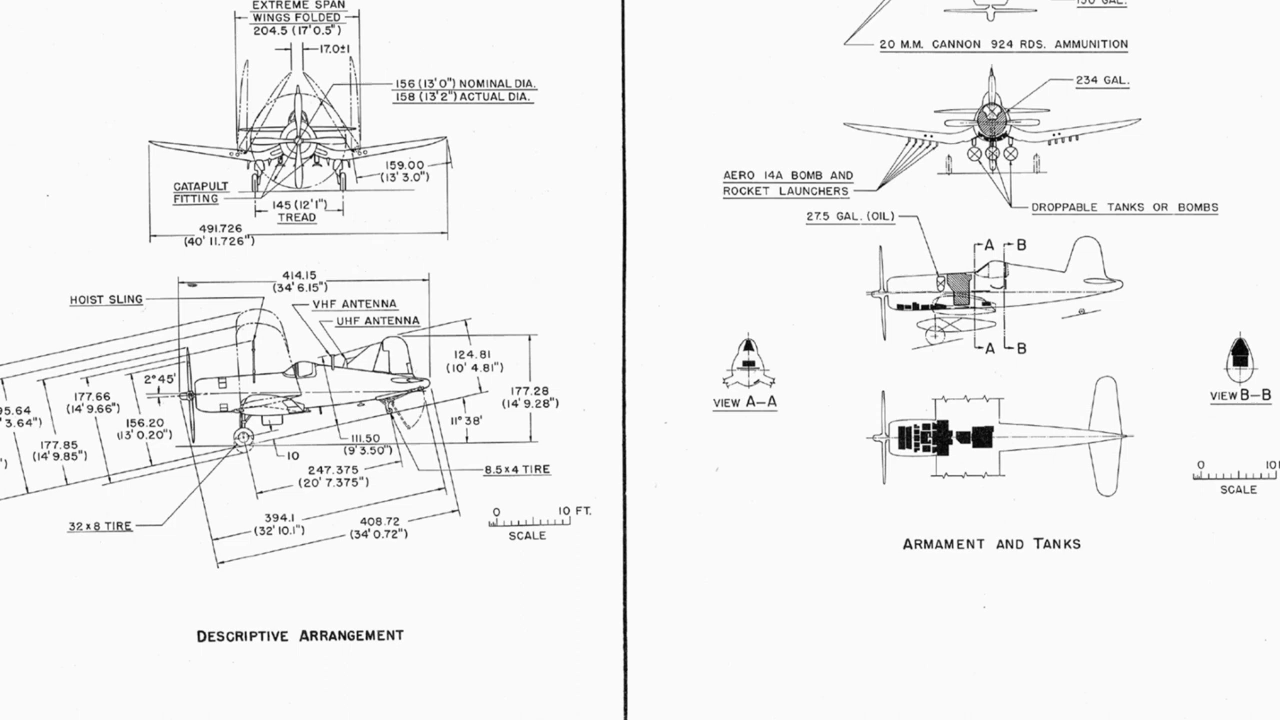 EXTREME SPAN
WINGS FOLDED
204.5 (17' 0.5")
17.0±1
156 (13' 0") NOMINAL DIA.
158 (13' 2") ACTUAL DIA.
159.00
(13' 3.0")
CATAPULT
FITTING
145 (12' 1")
TREAD
491.726
(40' 11.726")
414.15
(34' 6.15")
HOIST SLING
VHF ANTENNA
UHF ANTENNA
124.81
(10' 4.81")
2° 45'
177.66
(14' 9.66")
177.28
(14' 9.28")
95.64
3.64")
156.20
(13' 0.20")
11° 38'
177.85
(14' 9.85")
111.50
(9' 3.50")
10
247.375
(20' 7.375")
8.5 x 4 TIRE
32 x 8 TIRE
394.1
(32' 10.1")
408.72
(34' 0.72")
0 10 FT.
SCALE
DESCRIPTIVE ARRANGEMENT
20 M.M. CANNON 924 RDS. AMMUNITION
234 GAL.
AERO 14A BOMB AND
ROCKET LAUNCHERS
DROPPABLE TANKS OR BOMBS
27.5 GAL. (OIL)
A B
A B
VIEW A-A
VIEW B-B
0 10
SCALE
ARMAMENT AND TANKS